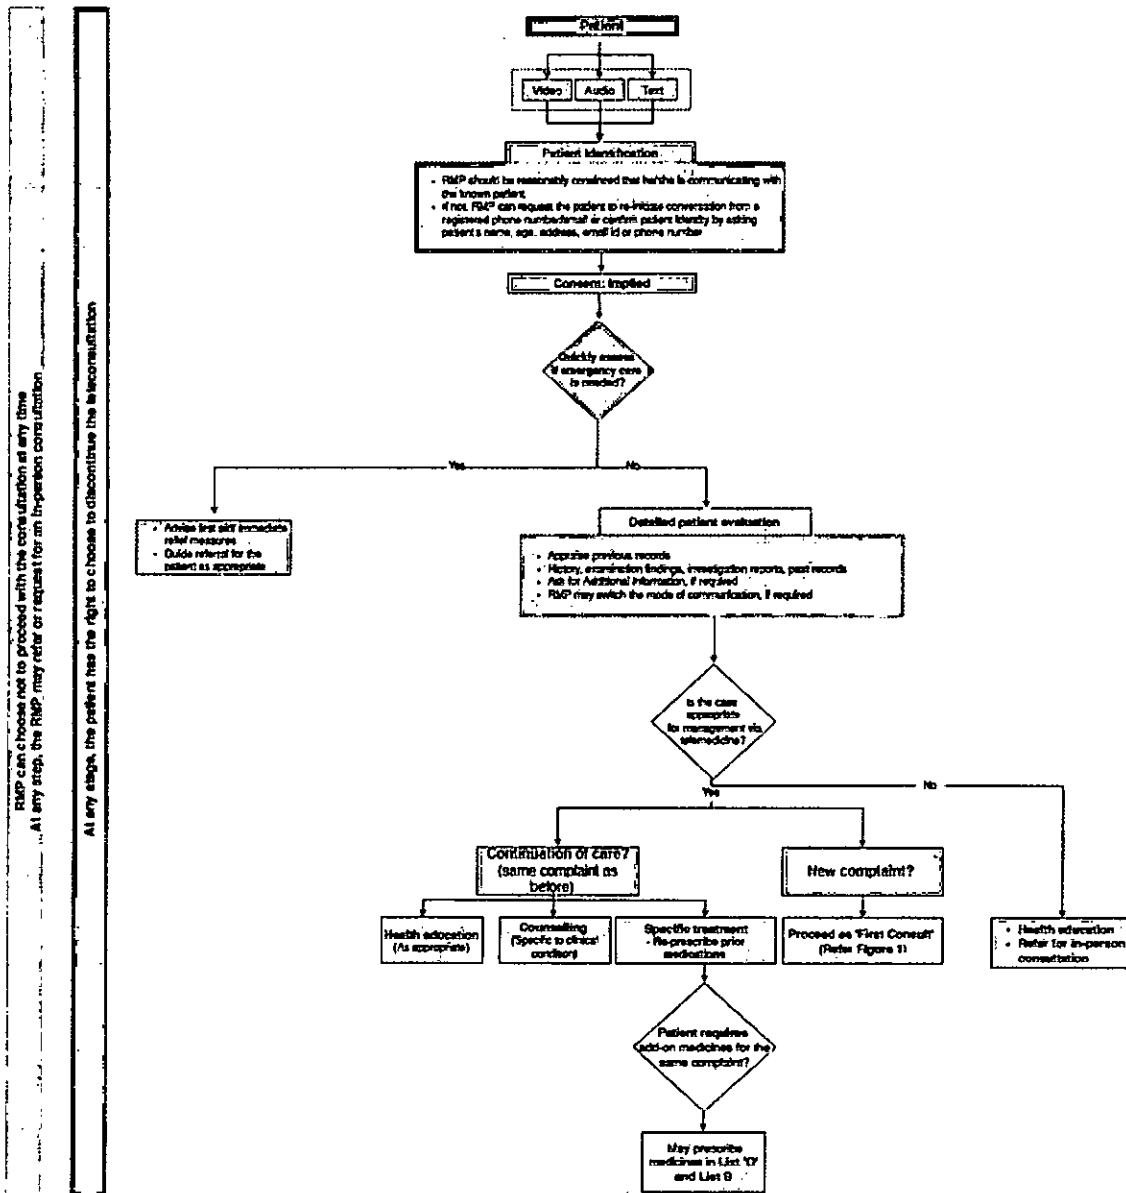 RMP can choose not to proceed with the consultation at any time
At any step, the RMP may refer or request for an in-person consultation
At any stage, the patient has the right to choose to discontinue the teleconsultation
Patient
Video
Audio
Text
Patient Identification
• RMP should be reasonably convinced that he/she is communicating with
the known patient.
• If not, RMP can request the patient to re-initiate conversation from a
registered phone number/email or confirm patient identity by asking
patient's name, age, address, email id or phone number
Consent: Implied
Quickly assess
if emergency care
is needed?
Yes
No
• Advise first aid/ immediate
relief measures
• Guide referral for the
patient as appropriate
Detailed patient evaluation
• Appraise previous records
• History, examination findings, investigation reports, past records
• Ask for Additional Information, if required
• RMP may switch the mode of communication, if required
Is the case
appropriate
for management via
telemedicine?
Yes
No
Continuation of care?
(same complaint as
before)
New complaint?
Health education
(As appropriate)
Counselling
(Specific to clinical
condition)
Specific treatment
- Re-prescribe prior
medications
Proceed as 'First Consult'
(Refer Figure 1)
• Health education
• Refer for in-person
consultation
Patient requires
add-on medicines for the
same complaint?
May prescribe
medicines in List 'O'
and List B